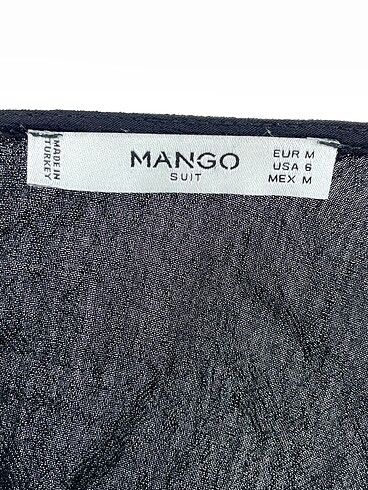 MADE IN
TURKEY
MANGO
SUIT
EUR M
USA 6
MEX M